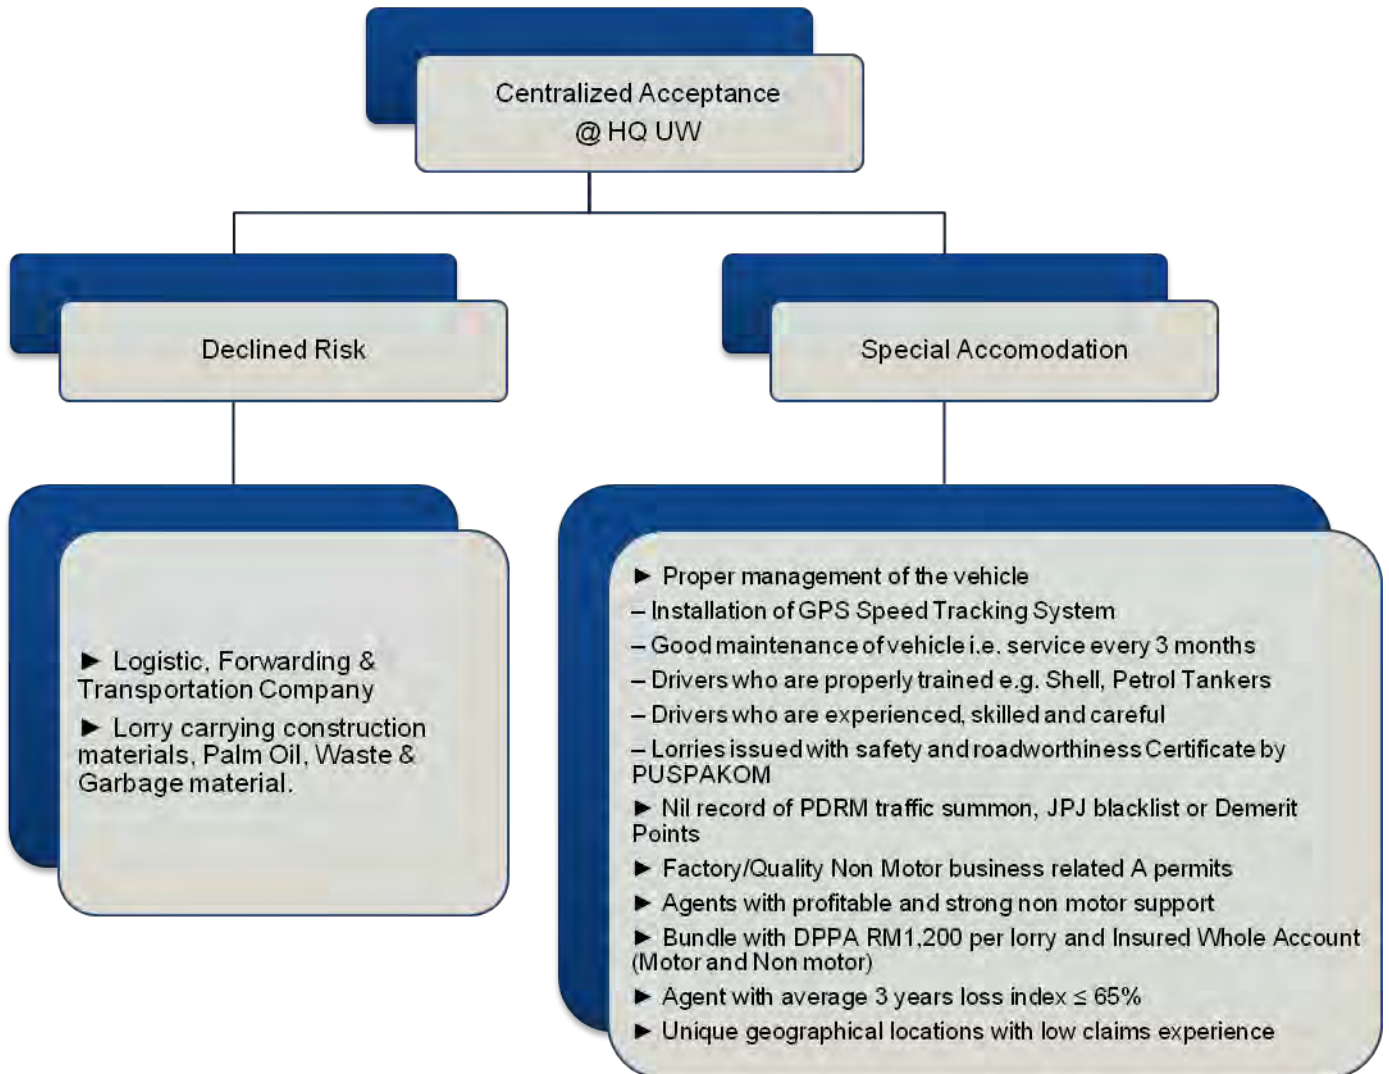 Centralized Acceptance
@ HQ UW
Declined Risk
Special Accomodation
► Logistic, Forwarding &
Transportation Company
► Lorry carrying construction
materials, Palm Oil, Waste &
Garbage material.
► Proper management of the vehicle
– Installation of GPS Speed Tracking System
– Good maintenance of vehicle i.e. service every 3 months
– Drivers who are properly trained e.g. Shell, Petrol Tankers
– Drivers who are experienced, skilled and careful
– Lorries issued with safety and roadworthiness Certificate by
PUSPAKOM
► Nil record of PDRM traffic summon, JPJ blacklist or Demerit
Points
► Factory/Quality Non Motor business related A permits
► Agents with profitable and strong non motor support
► Bundle with DPPA RM1,200 per lorry and Insured Whole Account
(Motor and Non motor)
► Agent with average 3 years loss index ≤ 65%
► Unique geographical locations with low claims experience